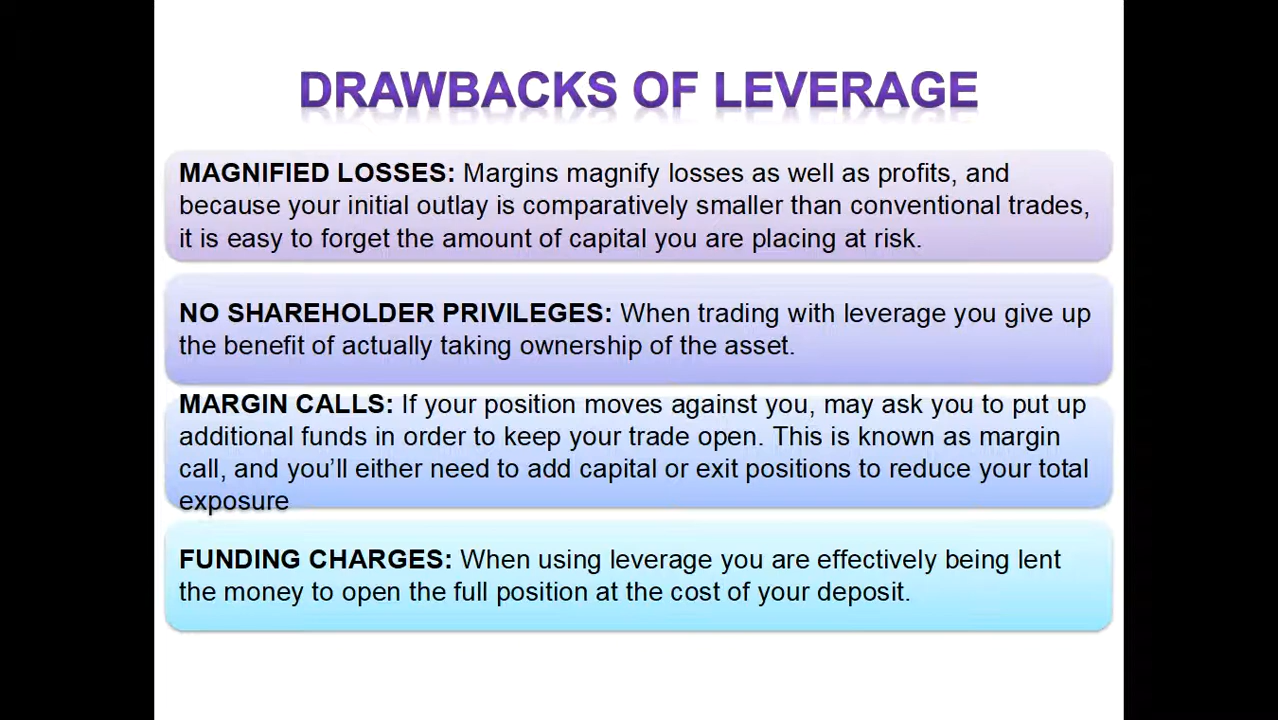 DRAWBACKS OF LEVERAGE
MAGNIFIED LOSSES: Margins magnify losses as well as profits, and
because your initial outlay is comparatively smaller than conventional trades,
it is easy to forget the amount of capital you are placing at risk.
NO SHAREHOLDER PRIVILEGES: When trading with leverage you give up
the benefit of actually taking ownership of the asset.
MARGIN CALLS: If your position moves against you, may ask you to put up
additional funds in order to keep your trade open. This is known as margin
call, and you’ll either need to add capital or exit positions to reduce your total
exposure
FUNDING CHARGES: When using leverage you are effectively being lent
the money to open the full position at the cost of your deposit.